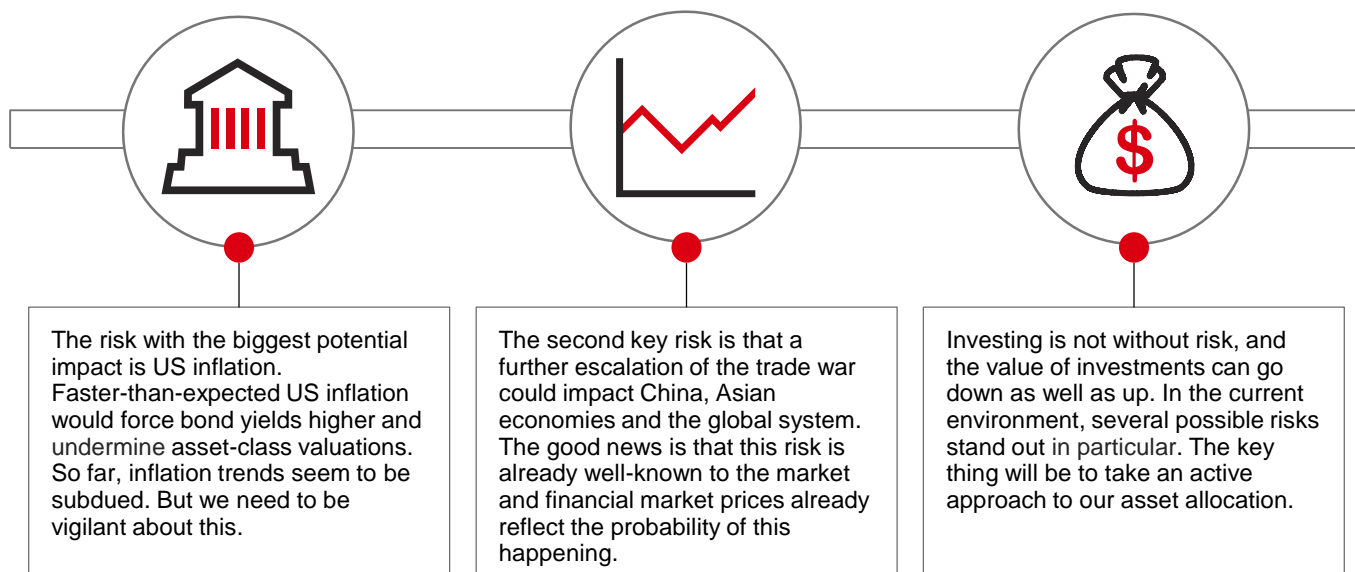 $
The risk with the biggest potential
impact is US inflation.
Faster-than-expected US inflation
would force bond yields higher and
undermine asset-class valuations.
So far, inflation trends seem to be
subdued. But we need to be
vigilant about this.
The second key risk is that a
further escalation of the trade war
could impact China, Asian
economies and the global system.
The good news is that this risk is
already well-known to the market
and financial market prices already
reflect the probability of this
happening.
Investing is not without risk, and
the value of investments can go
down as well as up. In the current
environment, several possible risks
stand out in particular. The key
thing will be to take an active
approach to our asset allocation.